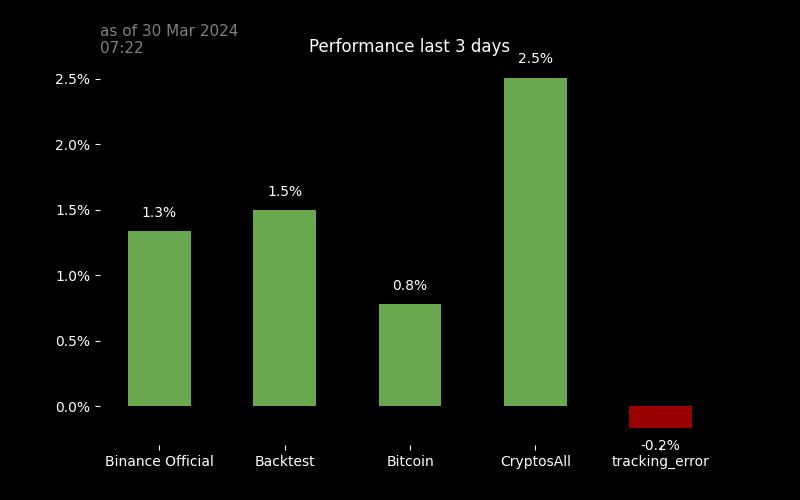 as of 30 Mar 2024
07:22
Performance last 3 days
2.5%
2.5%
2.0%
1.5%
1.5%
1.3%
1.0%
0.8%
0.5%
0.0%
-0.2%
Binance Official
Backtest
Bitcoin
CryptosAll
tracking_error